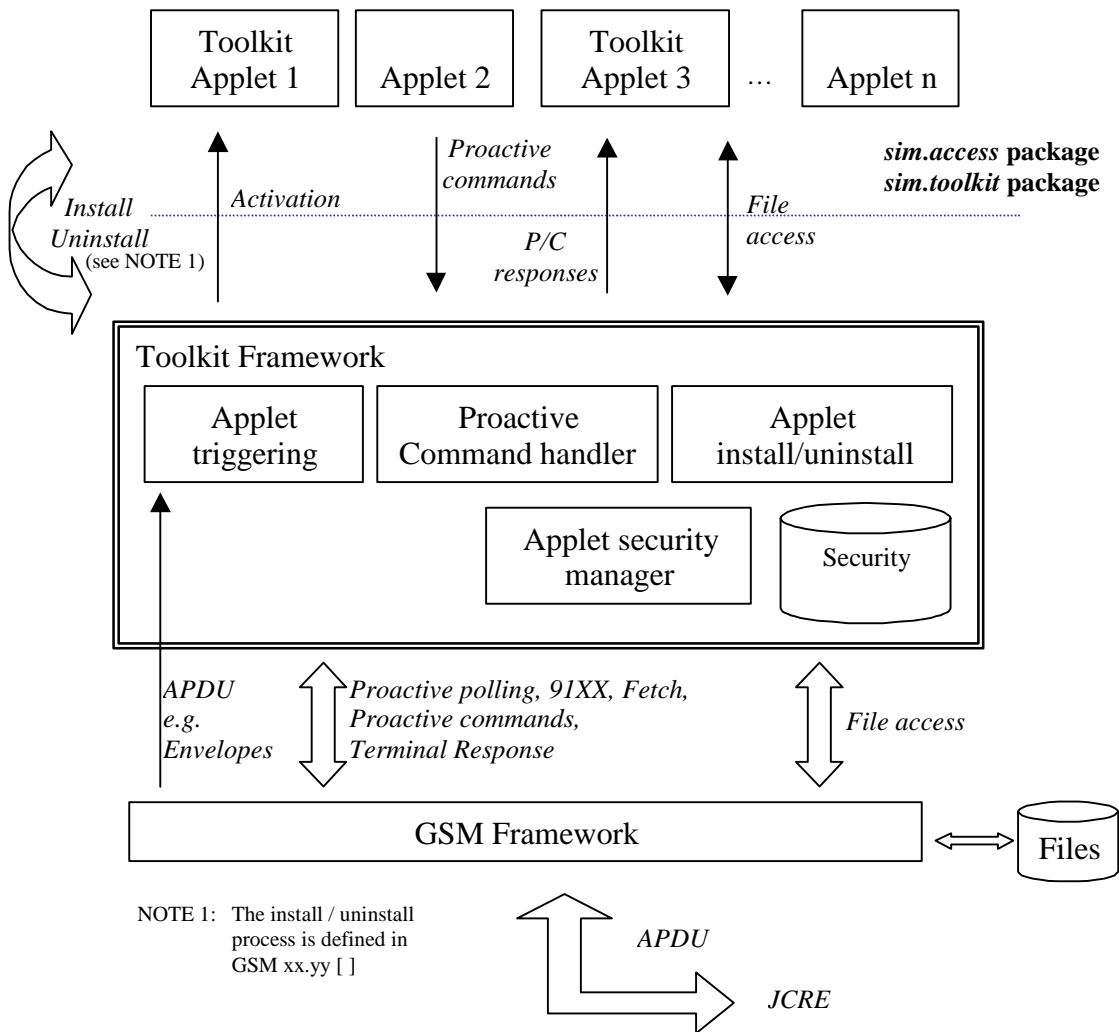 Toolkit
Applet 1
Applet 2
Toolkit
Applet 3
...
Applet n
Proactive
commands
sim.access package
sim.toolkit package
Install
Uninstall
(see NOTE 1)
Activation
P/C
responses
File
access
Toolkit Framework
Applet
triggering
Proactive
Command handler
Applet
install/uninstall
Applet security
manager
Security
APDU
e.g.
Envelopes
Proactive polling, 91XX, Fetch,
Proactive commands,
Terminal Response
File access
GSM Framework
Files
NOTE 1: The install / uninstall
process is defined in
GSM xx.yy [ ]
APDU
JCRE